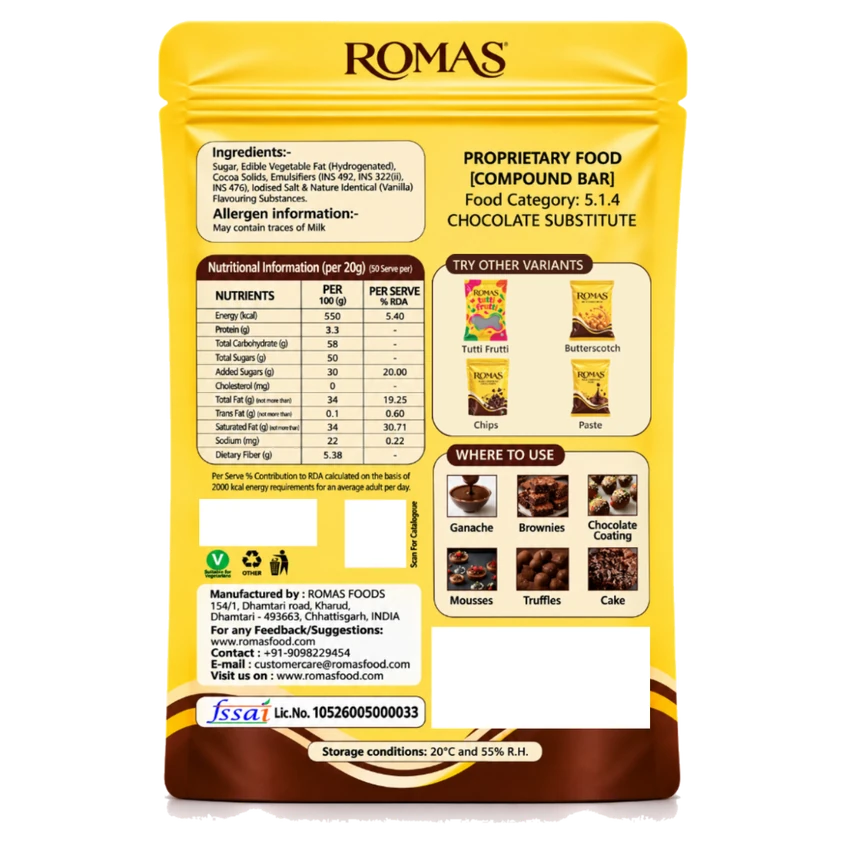 ROMAS
Ingredients:-
Sugar, Edible Vegetable Fat (Hydrogenated),
Cocoa Solids, Emulsifiers (INS 492, INS 322(ii),
INS 476), Iodised Salt & Nature Identical (Vanilla)
Flavouring Substances.
Allergen information:-
May contain traces of Milk
PROPRIETARY FOOD
[COMPOUND BAR]
Food Category: 5.1.4
CHOCOLATE SUBSTITUTE
Nutritional Information (per 20g) (50 Serve per)
NUTRIENTS PER 100 (g) PER SERVE % RDA
Energy (kcal) 550 5.40
Protein (g) 3.3 -
Total Carbohydrate (g) 58 -
Total Sugars (g) 50 -
Added Sugars (g) 30 20.00
Cholesterol (mg) 0 -
Total Fat (g) (not more than) 34 19.25
Trans Fat (g) (not more than) 0.1 0.60
Saturated Fat (g) (not more than) 34 30.71
Sodium (mg) 22 0.22
Dietary Fiber (g) 5.38 -
Per Serve % Contribution to RDA calculated on the basis of
2000 kcal energy requirements for an average adult per day.
TRY OTHER VARIANTS
ROMAS
tutti
frutti
ROMAS
Tutti Frutti
Butterscotch
ROMAS
ROMAS
Chips
Paste
WHERE TO USE
Ganache
Brownies
Chocolate
Coating
Mousses
Truffles
Cake
Scan For Catalogoue
V
Suitable for
Vegetarians
OTHER
Manufactured by : ROMAS FOODS
154/1, Dhamtari road, Kharud,
Dhamtari - 493663, Chhattisgarh, INDIA
For any Feedback/Suggestions:
www.romasfood.com
Contact : +91-9098229454
E-mail : customercare@romasfood.com
Visit us on : www.romasfood.com
fssai Lic.No. 10526005000033
Storage conditions: 20°C and 55% R.H.